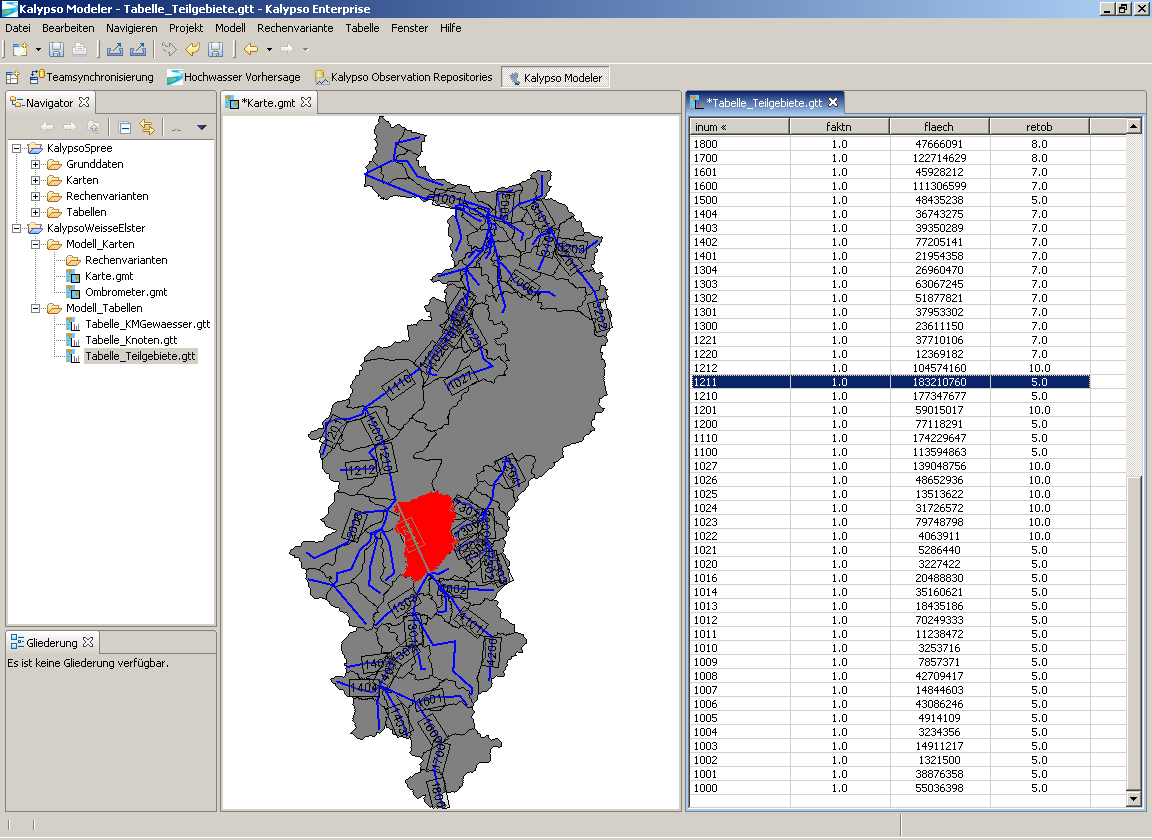 Kalypso Modeler - Tabelle_Teilgebiete.gtt - Kalypso Enterprise
Datei Bearbeiten Navigieren Projekt Modell Rechenvariante Tabelle Fenster Hilfe
Teamsynchronisierung Hochwasser Vorhersage Kalypso Observation Repositories Kalypso Modeler
Navigator
KalypsoSpree
Grunddaten
Karten
Rechenvarianten
Tabellen
KalypsoWeisseElster
Modell_Karten
Rechenvarianten
Karte.gmt
Ombrometer.gmt
Modell_Tabellen
Tabelle_KMGewaesser.gtt
Tabelle_Knoten.gtt
Tabelle_Teilgebiete.gtt
Gliederung
Es ist keine Gliederung verfügbar.
*Karte.gmt
1001
1203
1202
1027
1110
1200
1210
1212
1204
2008
1002
1303
1101
1200
1404
1403
1601
1600
1700
1800
*Tabelle_Teilgebiete.gtt
inum « faktn flaech retob
1800 1.0 47666091 8.0
1700 1.0 122714629 8.0
1601 1.0 45928212 7.0
1600 1.0 111306599 7.0
1500 1.0 48435238 5.0
1404 1.0 36743275 7.0
1403 1.0 39350289 7.0
1402 1.0 77205141 7.0
1401 1.0 21954358 7.0
1304 1.0 26960470 7.0
1303 1.0 63067245 7.0
1302 1.0 51877821 7.0
1301 1.0 37953302 7.0
1300 1.0 23611150 7.0
1221 1.0 37710106 7.0
1220 1.0 12369182 7.0
1212 1.0 104574160 10.0
1211 1.0 183210760 5.0
1210 1.0 177347677 5.0
1201 1.0 59015017 10.0
1200 1.0 77118291 5.0
1110 1.0 174229647 5.0
1100 1.0 113594863 5.0
1027 1.0 139048756 10.0
1026 1.0 48652936 10.0
1025 1.0 13513622 10.0
1024 1.0 31726572 10.0
1023 1.0 79748798 10.0
1022 1.0 4063911 10.0
1021 1.0 5286440 5.0
1020 1.0 3227422 5.0
1016 1.0 20488830 5.0
1014 1.0 35160621 5.0
1013 1.0 18435186 5.0
1012 1.0 70249333 5.0
1011 1.0 11238472 5.0
1010 1.0 3253716 5.0
1009 1.0 7857371 5.0
1008 1.0 42709417 5.0
1007 1.0 14844603 5.0
1006 1.0 43086246 5.0
1005 1.0 4914109 5.0
1004 1.0 3234356 5.0
1003 1.0 14911217 5.0
1002 1.0 1321500 5.0
1001 1.0 38876358 5.0
1000 1.0 55036398 5.0